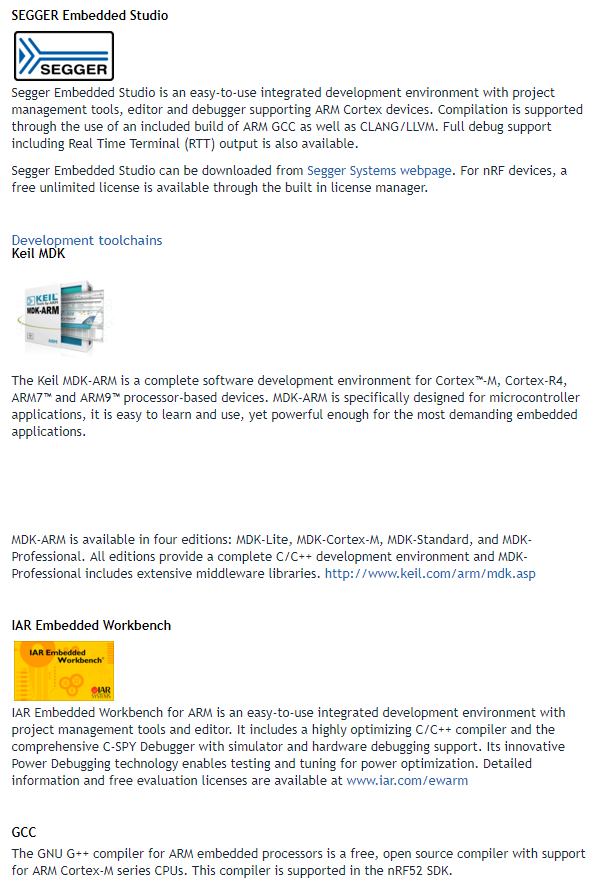 SEGGER Embedded Studio
SEGGER
Segger Embedded Studio is an easy-to-use integrated development environment with project
management tools, editor and debugger supporting ARM Cortex devices. Compilation is supported
through the use of an included build of ARM GCC as well as CLANG/LLVM. Full debug support
including Real Time Terminal (RTT) output is also available.
Segger Embedded Studio can be downloaded from Segger Systems webpage. For nRF devices, a
free unlimited license is available through the built in license manager.
Development toolchains
Keil MDK
KEIL
MDK-ARM
The Keil MDK-ARM is a complete software development environment for Cortex™-M, Cortex-R4,
ARM7™ and ARM9™ processor-based devices. MDK-ARM is specifically designed for microcontroller
applications, it is easy to learn and use, yet powerful enough for the most demanding embedded
applications.
MDK-ARM is available in four editions: MDK-Lite, MDK-Cortex-M, MDK-Standard, and MDK-
Professional. All editions provide a complete C/C++ development environment and MDK-
Professional includes extensive middleware libraries. http://www.keil.com/arm/mdk.asp
IAR Embedded Workbench
IAR Embedded
Workbench®
IAR
SYSTEMS
IAR Embedded Workbench for ARM is an easy-to-use integrated development environment with
project management tools and editor. It includes a highly optimizing C/C++ compiler and the
comprehensive C-SPY Debugger with simulator and hardware debugging support. Its innovative
Power Debugging technology enables testing and tuning for power optimization. Detailed
information and free evaluation licenses are available at www.iar.com/ewarm
GCC
The GNU G++ compiler for ARM embedded processors is a free, open source compiler with support
for ARM Cortex-M series CPUs. This compiler is supported in the nRF52 SDK.